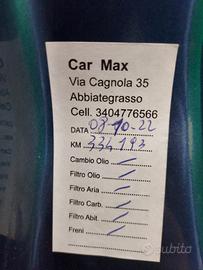 Car Max
Via Cagnola 35
Abbiategrasso
Cell. 3404776566
DATA 03-10-22
KM 334193
Cambio Olio /
Filtro Olio /
Filtro Aria /
Filtro Carb. /
Filtro Abit. /
Freni /
subito